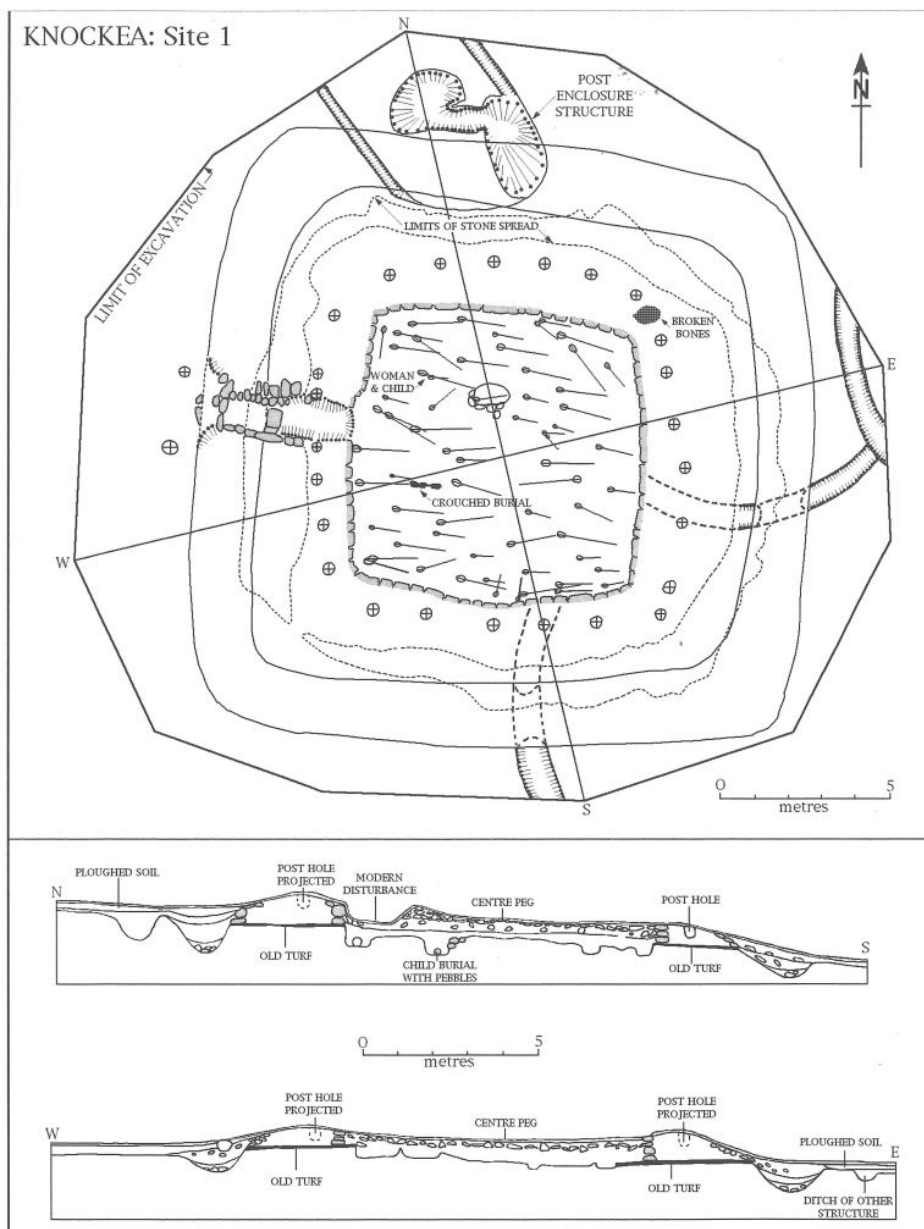 KNOCKEA: Site 1
N
N
POST
ENCLOSURE
STRUCTURE
LIMIT OF EXCAVATION
LIMITS OF STONE SPREAD
BROKEN
BONES
E
WOMAN
& CHILD
CROUCHED BURIAL
W
S
0 5
metres
N
PLOUGHED SOIL
POST HOLE
PROJECTED
MODERN
DISTURBANCE
CENTRE PEG
POST HOLE
S
OLD TURF
CHILD BURIAL
WITH PEBBLES
OLD TURF
0 5
metres
W
POST HOLE
PROJECTED
CENTRE PEG
POST HOLE
PROJECTED
PLOUGHED SOIL
E
OLD TURF
OLD TURF
DITCH OF OTHER
STRUCTURE